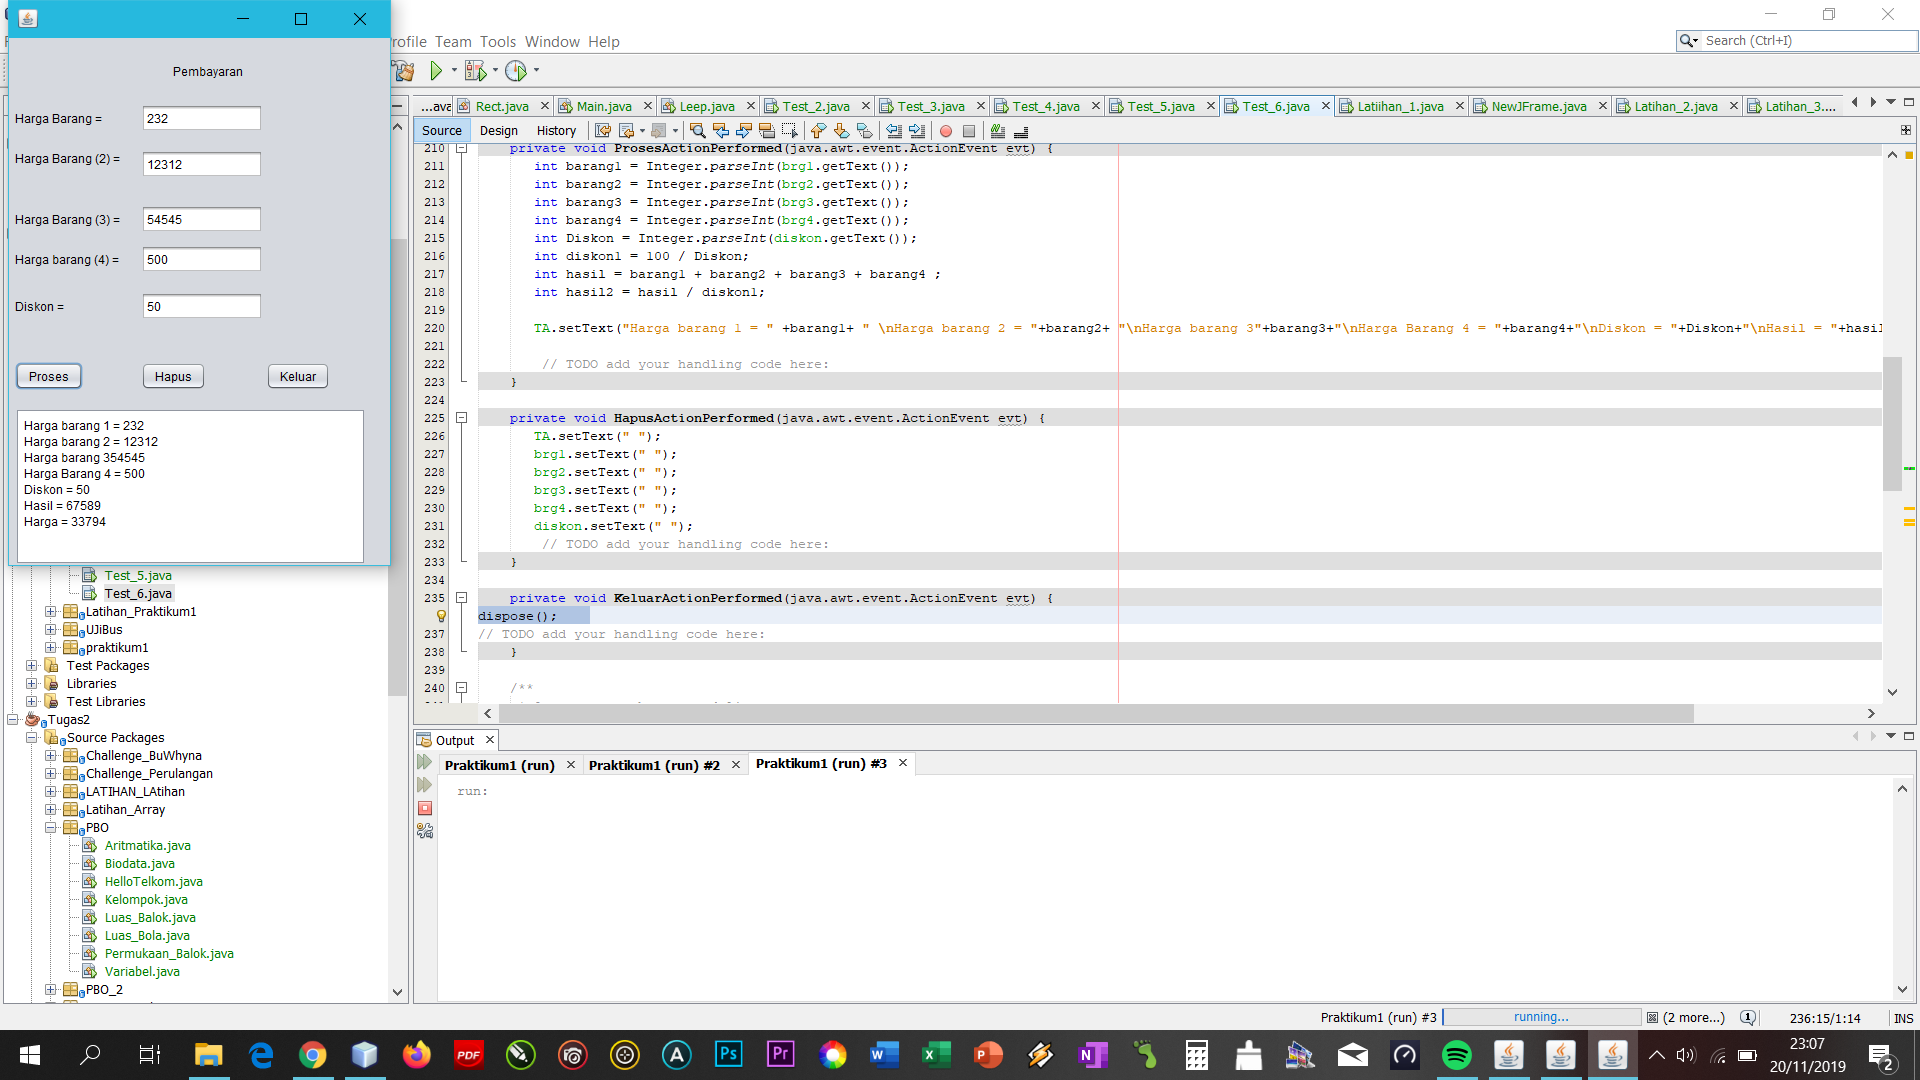 Pembayaran
Harga Barang =
232
Harga Barang (2) =
12312
Harga Barang (3) =
54545
Harga barang (4) =
500
Diskon =
50
Proses
Hapus
Keluar
Harga barang 1 = 232
Harga barang 2 = 12312
Harga barang 354545
Harga Barang 4 = 500
Diskon = 50
Hasil = 67589
Harga = 33794
rofile Team Tools Window Help
Search (Ctrl+I)
...ava Rect.java Main.java Leep.java Test_2.java Test_3.java Test_4.java Test_5.java Test_6.java Latiihan_1.java NewJFrame.java Latihan_2.java Latihan_3....
Source Design History
210 private void ProsesActionPerformed(java.awt.event.ActionEvent evt) {
211 int barang1 = Integer.parseInt(brg1.getText());
212 int barang2 = Integer.parseInt(brg2.getText());
213 int barang3 = Integer.parseInt(brg3.getText());
214 int barang4 = Integer.parseInt(brg4.getText());
215 int Diskon = Integer.parseInt(diskon.getText());
216 int diskon1 = 100 / Diskon;
217 int hasil = barang1 + barang2 + barang3 + barang4 ;
218 int hasil2 = hasil / diskon1;
219
220 TA.setText("Harga barang 1 = " +barang1+ " \nHarga barang 2 = "+barang2+ "\nHarga barang 3"+barang3+"\nHarga Barang 4 = "+barang4+"\nDiskon = "+Diskon+"\nHasil = "+hasil
221
222 // TODO add your handling code here:
223 }
224
225 private void HapusActionPerformed(java.awt.event.ActionEvent evt) {
226 TA.setText(" ");
227 brg1.setText(" ");
228 brg2.setText(" ");
229 brg3.setText(" ");
230 brg4.setText(" ");
231 diskon.setText(" ");
232 // TODO add your handling code here:
233 }
234
235 private void KeluarActionPerformed(java.awt.event.ActionEvent evt) {
dispose();
237 // TODO add your handling code here:
238 }
239
240 /**
Test_5.java
Test_6.java
Latihan_Praktikum1
UJiBus
praktikum1
Test Packages
Libraries
Test Libraries
Tugas2
Source Packages
Challenge_BuWhyna
Challenge_Perulangan
LATIHAN_LAtihan
Latihan_Array
PBO
Aritmatika.java
Biodata.java
HelloTelkom.java
Kelompok.java
Luas_Balok.java
Luas_Bola.java
Permukaan_Balok.java
Variabel.java
PBO_2
Output
Praktikum1 (run) Praktikum1 (run) #2 Praktikum1 (run) #3
run:
Praktikum1 (run) #3 running... (2 more...) 1 236:15/1:14 INS
PDF Ps Pr
23:07
20/11/2019
2